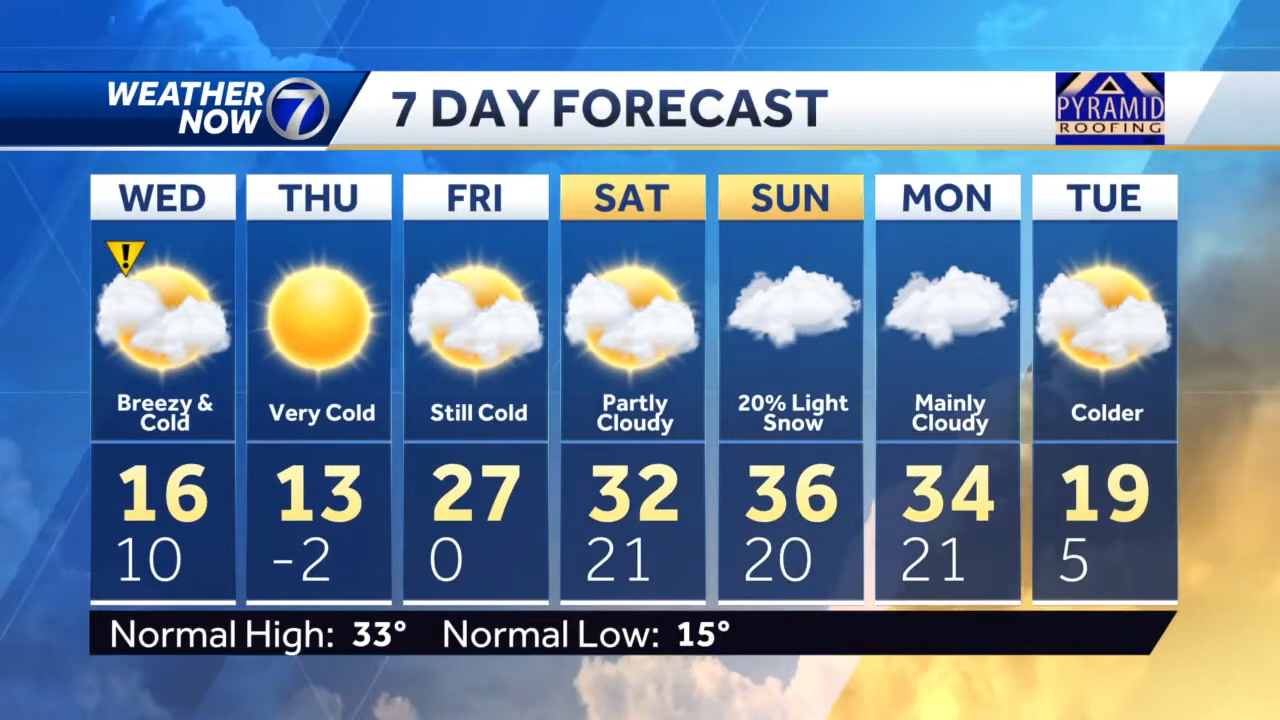 WEATHER
NOW
7
7 DAY FORECAST
PYRAMID
ROOFING
WED THU FRI SAT SUN MON TUE
!
Breezy &
Cold
Very Cold
Still Cold
Partly
Cloudy
20% Light
Snow
Mainly
Cloudy
Colder
16 13 27 32 36 34 19
10 -2 0 21 20 21 5
Normal High: 33° Normal Low: 15°